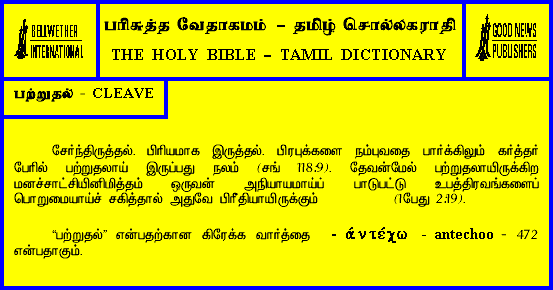 BELLWETHER
INTERNATIONAL
பரிசுத்த வேதாகமம் – தமிழ் சொல்லகராதி
THE HOLY BIBLE – TAMIL DICTIONARY
GOOD NEWS
PUBLISHERS
பற்றுதல் - CLEAVE
சேர்ந்திருத்தல். பிரியமாக இருத்தல். பிரபுக்களை நம்புவதை பார்க்கிலும் கர்த்தர்
பேரில் பற்றுதலாய் இருப்பது நலம் (சங் 118:9). தேவன்மேல் பற்றுதலாயிருக்கிற
மனச்சாட்சியினிமித்தம் ஒருவன் அநியாயமாய்ப் பாடுபட்டு உபத்திரவங்களைப்
பொறுமையாய்ச் சகித்தால் அதுவே பிரீதியாயிருக்கும் (1பேது 2:19).
“பற்றுதல்” என்பதற்கான கிரேக்க வார்த்தை - άντέχω - antechoo - 472
என்பதாகும்.